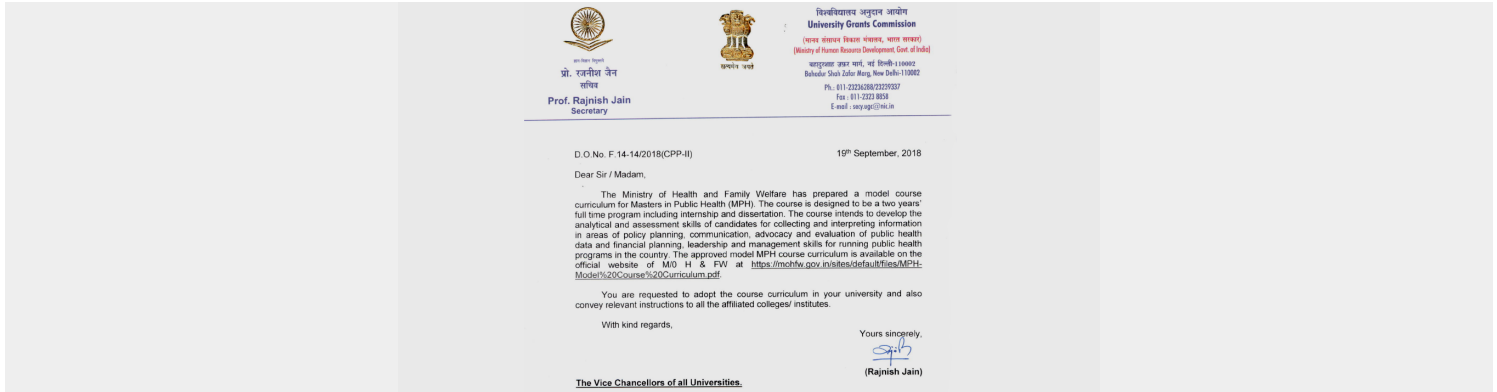 विश्वविद्यालय अनुदान आयोग
University Grants Commission
(मानव संसाधन विकास मंत्रालय, भारत सरकार)
(Ministry of Human Resource Development, Govt. of India)
बहादुरशाह ज़फ़र मार्ग, नई दिल्ली-110002
Bahadur Shah Zafar Marg, New Delhi-110002
Ph.: 011-23236288/23239337
Fax : 011-2323 8858
E-mail : secy.ugc@nic.in
सत्यमेव जयते
प्रो. रजनीश जैन
सचिव
Prof. Rajnish Jain
Secretary
D.O.No. F.14-14/2018(CPP-II)
19th September, 2018
Dear Sir / Madam,
The Ministry of Health and Family Welfare has prepared a model course
curriculum for Masters in Public Health (MPH). The course is designed to be a two years'
full time program including internship and dissertation. The course intends to develop the
analytical and assessment skills of candidates for collecting and interpreting information
in areas of policy planning, communication, advocacy and evaluation of public health
data and financial planning, leadership and management skills for running public health
programs in the country. The approved model MPH course curriculum is available on the
official website of M/0 H & FW at https://mohfw.gov.in/sites/default/files/MPH-
Model%20Course%20Curriculum.pdf.
You are requested to adopt the course curriculum in your university and also
convey relevant instructions to all the affiliated colleges/ institutes.
With kind regards,
Yours sincerely,
(Rajnish Jain)
The Vice Chancellors of all Universities.